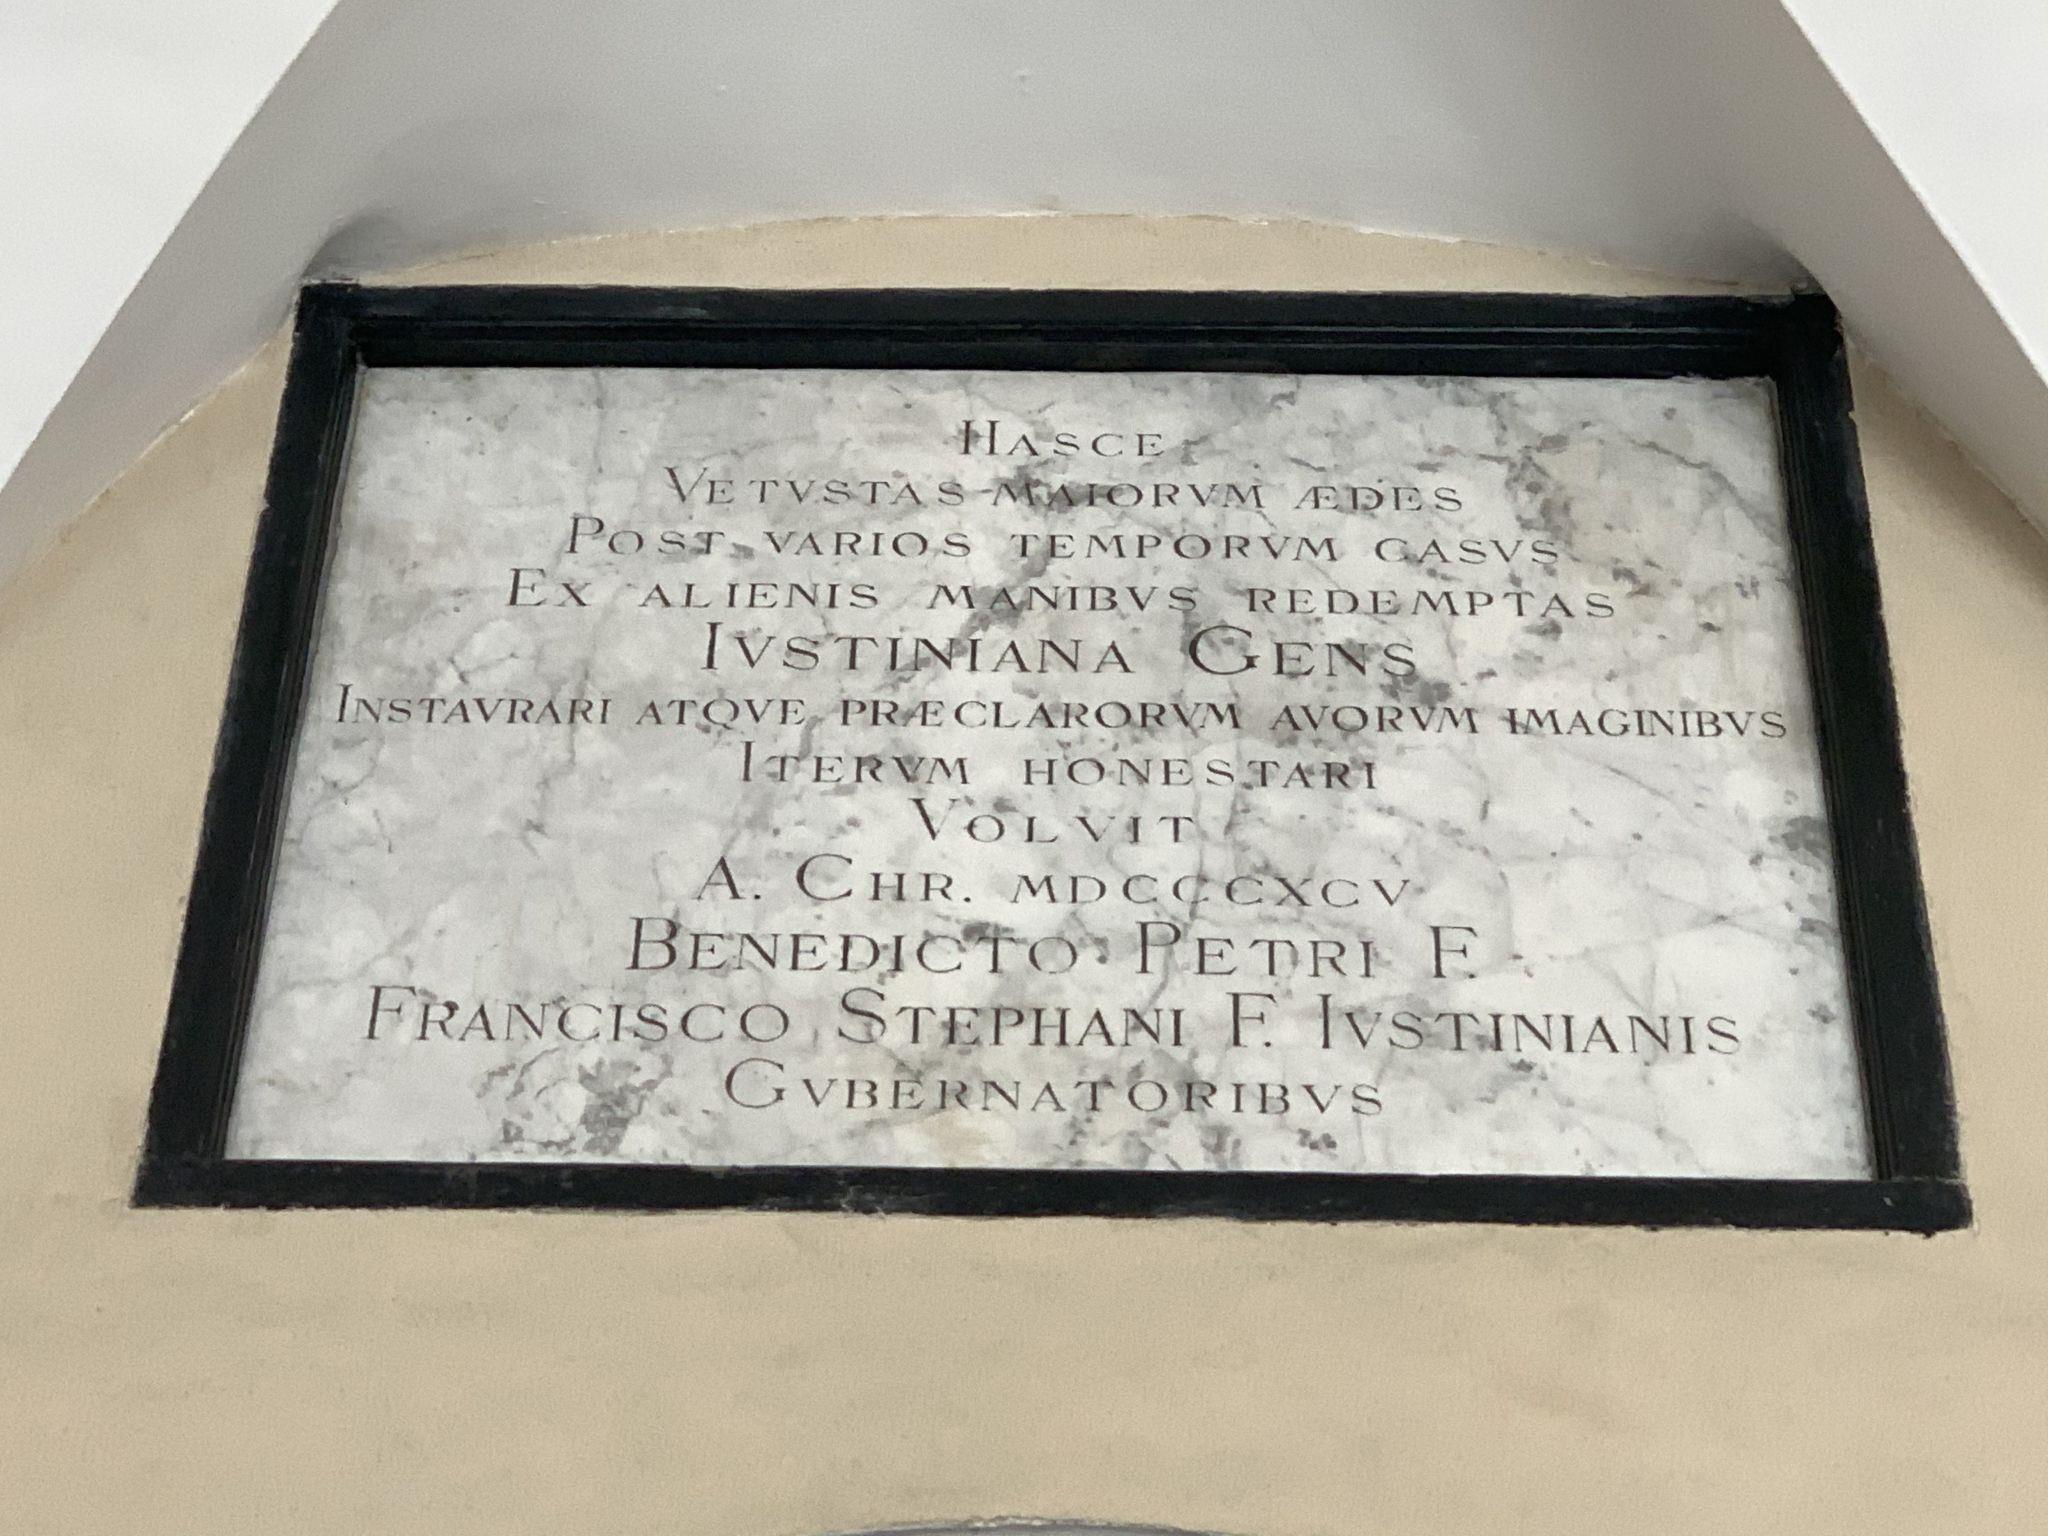 HASCE
VETVSTAS MAIORVM ÆDES
POST VARIOS TEMPORVM CASVS
EX ALIENIS MANIBVS REDEMPTAS
IVSTINIANA GENS
INSTAVRARI ATQVE PRÆCLARORVM AVORVM IMAGINIBVS
ITERVM HONESTARI
VOLVIT
A. CHR. MDCCCXCV
BENEDICTO PETRI F.
FRANCISCO STEPHANI F. IVSTINIANIS
GVBERNATORIBVS